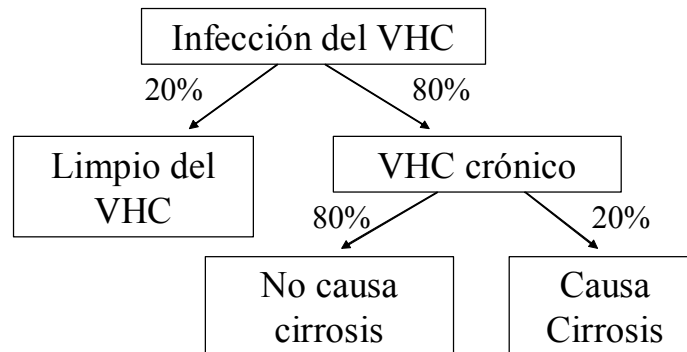 Infección del VHC
20%
80%
Limpio del
VHC
VHC crónico
80%
20%
No causa
cirrosis
Causa
Cirrosis